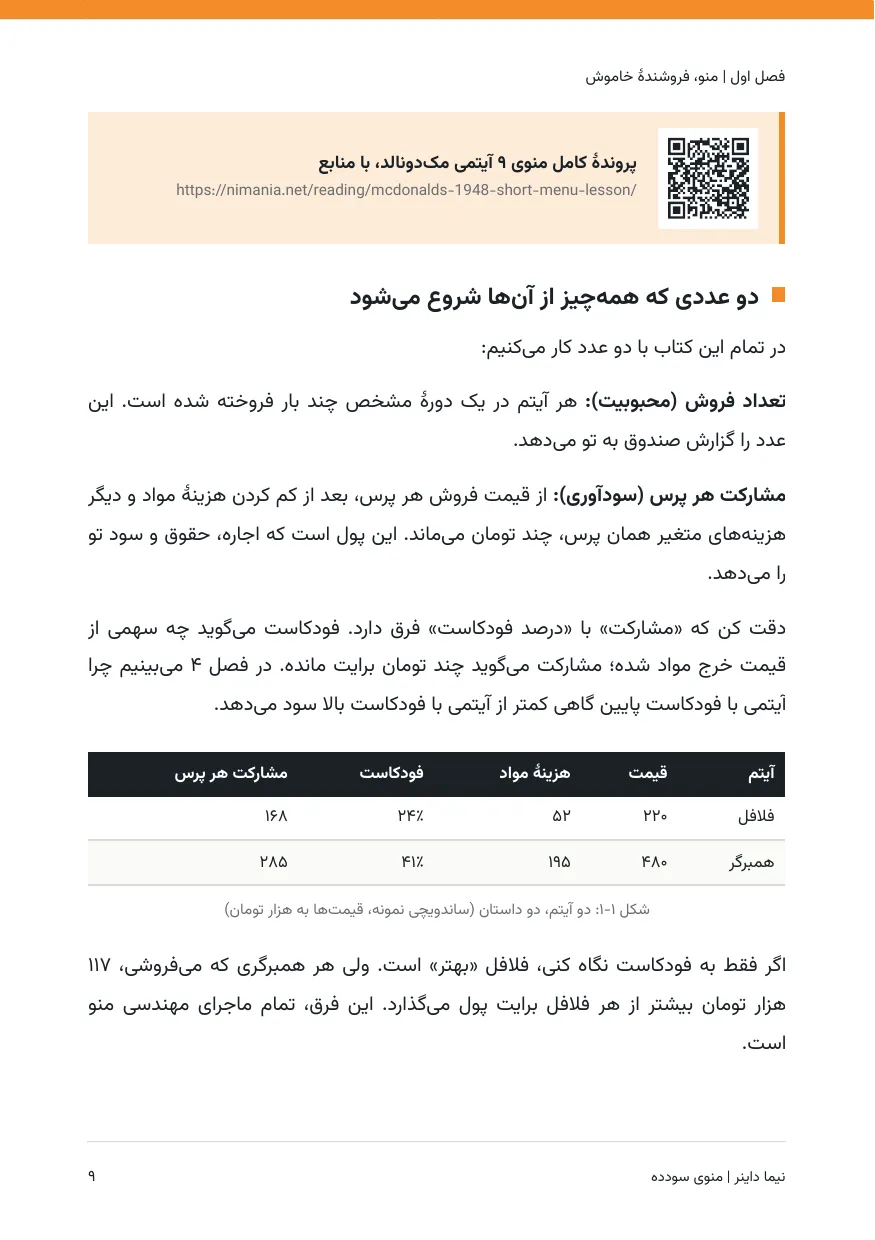 فصل اول | منو، فروشندهٔ خاموش
پروندهٔ کامل منوی ۹ آیتمی مک‌دونالد، با منابع
https://nimania.net/reading/mcdonalds-1948-short-menu-lesson/
دو عددی که همه‌چیز از آن‌ها شروع می‌شود
در تمام این کتاب با دو عدد کار می‌کنیم:
تعداد فروش (محبوبیت): هر آیتم در یک دورهٔ مشخص چند بار فروخته شده است. این
عدد را گزارش صندوق به تو می‌دهد.
مشارکت هر پرس (سودآوری): از قیمت فروش هر پرس، بعد از کم کردن هزینهٔ مواد و دیگر
هزینه‌های متغیر همان پرس، چند تومان می‌ماند. این پول است که اجاره، حقوق و سود تو
را می‌دهد.
دقت کن که «مشارکت» با «درصد فودکاست» فرق دارد. فودکاست می‌گوید چه سهمی از
قیمت خرج مواد شده؛ مشارکت می‌گوید چند تومان برایت مانده. در فصل ۴ می‌بینیم چرا
آیتمی با فودکاست پایین گاهی کمتر از آیتمی با فودکاست بالا سود می‌دهد.
آیتم قیمت هزینهٔ مواد فودکاست مشارکت هر پرس
فلافل ۲۲۰ ۵۲ ۲۴٪ ۱۶۸
همبرگر ۴۸۰ ۱۹۵ ۴۱٪ ۲۸۵
شکل ۱-۱: دو آیتم، دو داستان (ساندویچی نمونه، قیمت‌ها به هزار تومان)
اگر فقط به فودکاست نگاه کنی، فلافل «بهتر» است. ولی هر همبرگری که می‌فروشی، ۱۱۷
هزار تومان بیشتر از هر فلافل برایت پول می‌گذارد. این فرق، تمام ماجرای مهندسی منو
است.
نیما داینر | منوی سودده
۹